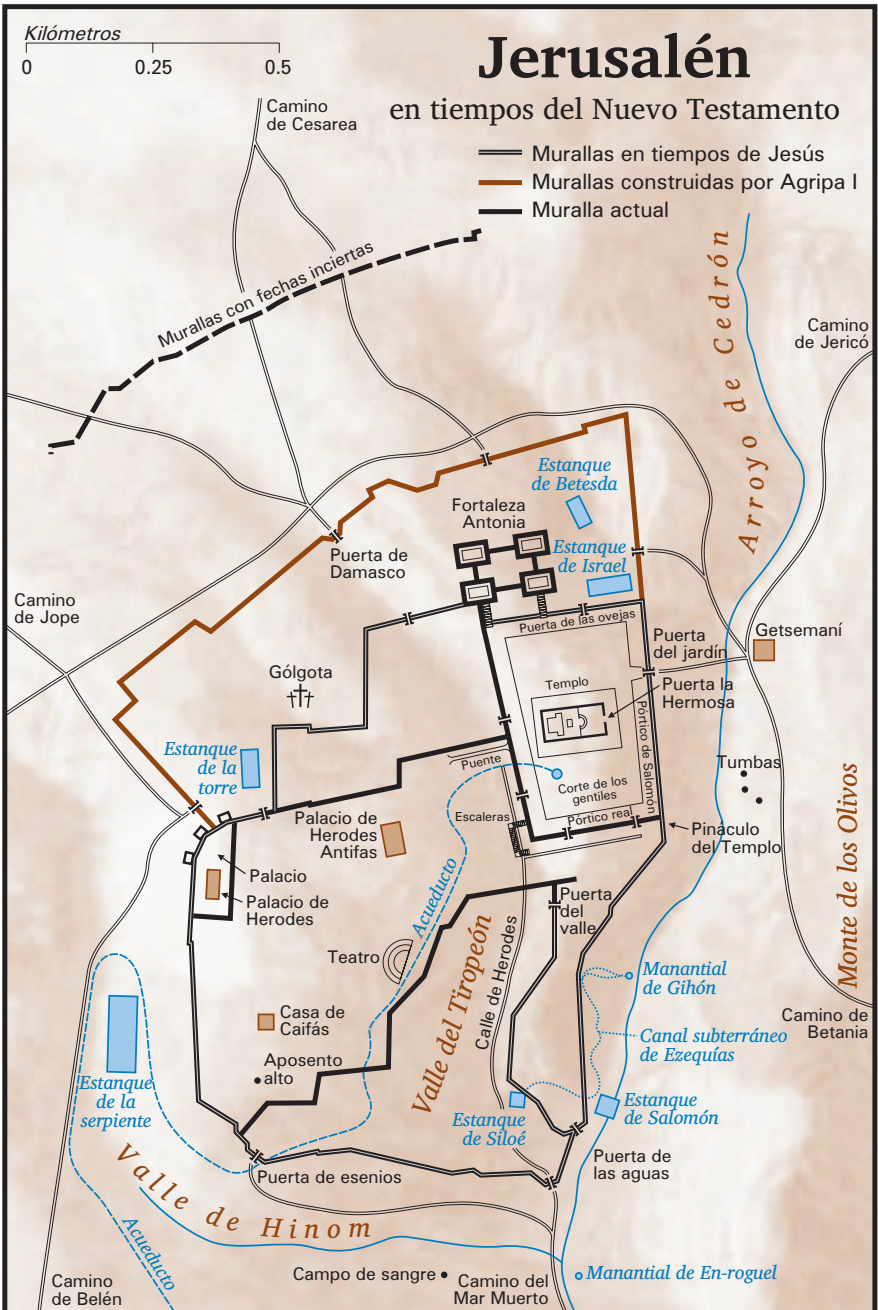 Kilómetros
0 0.25 0.5
Jerusalén
en tiempos del Nuevo Testamento
Murallas en tiempos de Jesús
Murallas construidas por Agripa I
Muralla actual
Camino
de Cesarea
Murallas con fechas inciertas
Arroyo de Cedrón
Camino
de Jericó
Estanque
de Betesda
Fortaleza
Antonia
Estanque
de Israel
Puerta de
Damasco
Camino
de Jope
Puerta de las ovejas
Puerta
del jardín
Getsemaní
Gólgota
Templo
Puerta la
Hermosa
Pórtico de Salomón
Estanque
de la
torre
Puente
Tumbas
Corte de los
gentiles
Pórtico real
Escaleras
Palacio de
Herodes
Antifas
Pináculo
del Templo
Monte de los Olivos
Palacio
Palacio de
Herodes
Acueducto
Puerta
del
valle
Teatro
Valle del Tiropeón
Calle de Herodes
Manantial
de Gihón
Casa de
Caifás
Camino de
Betania
Canal subterráneo
de Ezequías
Aposento
alto
Estanque
de la
serpiente
Estanque
de Siloé
Estanque
de Salomón
Puerta de
las aguas
Puerta de esenios
Valle de Hinom
Acueducto
Camino
de Belén
Campo de sangre
Camino del
Mar Muerto
Manantial de En-roguel